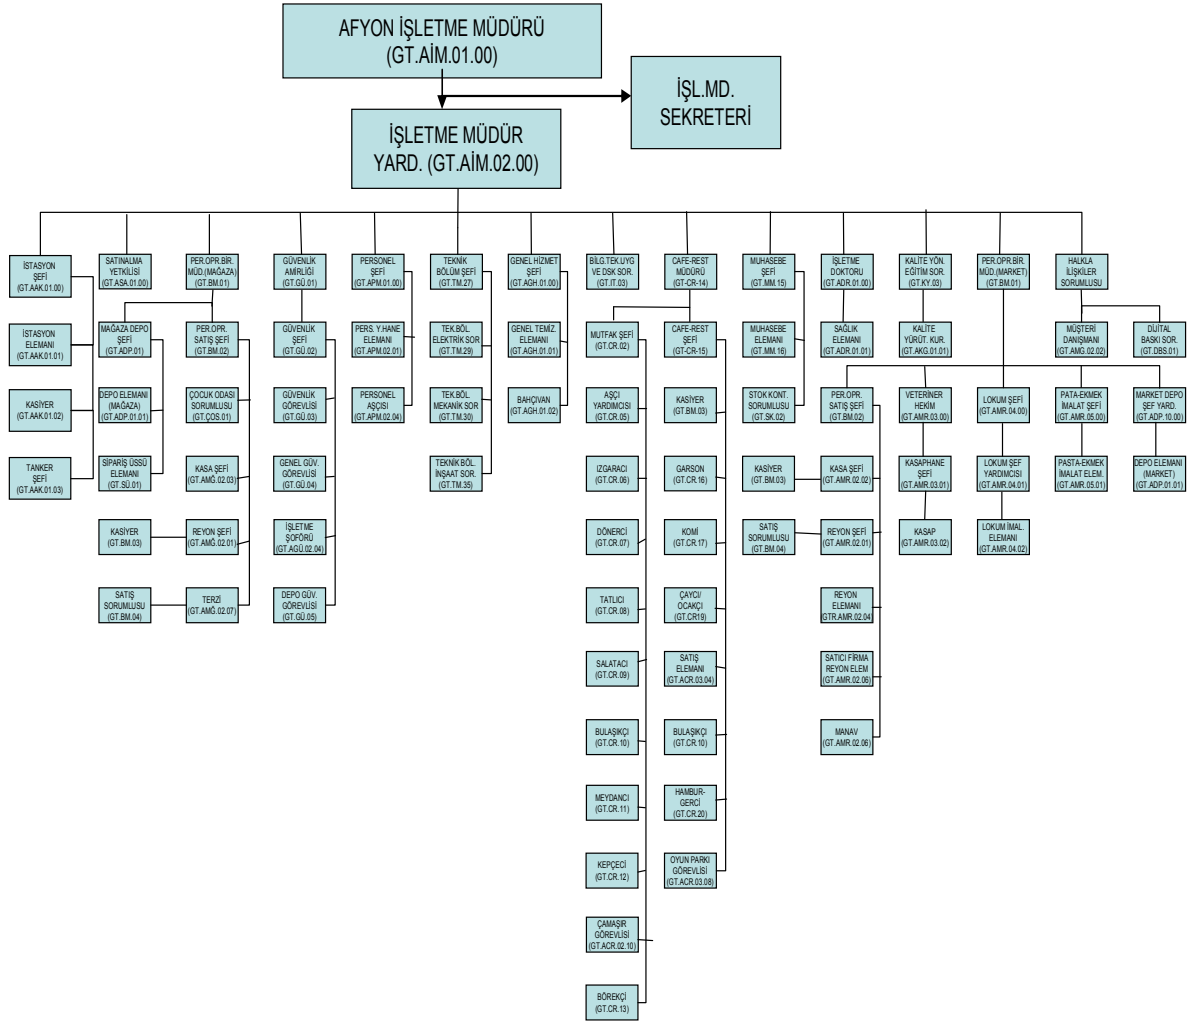 AFYON İŞLETME MÜDÜRÜ
(GT.AİM.01.00)
İŞL.MD.
SEKRETERİ
İŞLETME MÜDÜR
YARD. (GT.AİM.02.00)
İSTASYON
ŞEFİ
(GT.AAK.01.00)
SATINALMA
YETKİLİSİ
(GT.ASA.01.00)
PER.OPR.BİR.
MÜD.(MAĞAZA)
(GT.BM.01)
GÜVENLİK
AMİRLİĞİ
(GT.GÜ.01)
PERSONEL
ŞEFİ
(GT.APM.01.00)
TEKNİK
BÖLÜM ŞEFİ
(GT.TM.27)
GENEL HİZMET
ŞEFİ
(GT.AGH.01.00)
BİLG.TEK.UYG
VE DSK SOR.
(GT.IT.03)
CAFE-REST
MÜDÜRÜ
(GT-CR-14)
MUHASEBE
ŞEFİ
(GT.MM.15)
İŞLETME
DOKTORU
(GT.ADR.01.00)
KALİTE YÖN.
EĞİTİM SOR.
(GT.KY.03)
PER.OPR.BİR.
MÜD.(MARKET)
(GT.BM.01)
HALKLA
İLİŞKİLER
SORUMLUSU
İSTASYON
ELEMANI
(GT.AAK.01.01)
MAĞAZA DEPO
ŞEFİ
(GT.ADP.01)
PER.OPR.
SATIŞ ŞEFİ
(GT.BM.02)
GÜVENLİK
ŞEFİ
(GT.GÜ.02)
PERS. Y.HANE
ELEMANI
(GT.APM.02.01)
TEK.BÖL.
ELEKTRİK SOR
(GT.TM.29)
GENEL TEMİZ.
ELEMANI
(GT.AGH.01.01)
MUTFAK ŞEFİ
(GT.CR.02)
CAFE-REST
ŞEFİ
(GT-CR-15)
MUHASEBE
ELEMANI
(GT.MM.16)
SAĞLIK
ELEMANI
(GT.ADR.01.01)
KALİTE
YÜRÜT. KUR.
(GT.AKG.01.01)
MÜŞTERİ
DANIŞMANI
(GT.AMG.02.02)
DİJİTAL
BASKI SOR.
(GT.DBS.01)
KASİYER
(GT.AAK.01.02)
DEPO ELEMANI
(MAĞAZA)
(GT.ADP.01.01)
ÇOCUK ODASI
SORUMLUSU
(GT.ÇOS.01)
GÜVENLİK
GÖREVLİSİ
(GT.GÜ.03)
PERSONEL
AŞÇISI
(GT.APM.02.04)
TEK.BÖL.
MEKANİK SOR
(GT.TM.30)
BAHÇIVAN
(GT.AGH.01.02)
AŞÇI
YARDIMCISI
(GT.CR.05)
KASİYER
(GT.BM.03)
STOK KONT.
SORUMLUSU
(GT.SK.02)
PER.OPR.
SATIŞ ŞEFİ
(GT.BM.02)
VETERİNER
HEKİM
(GT.AMR.03.00)
LOKUM ŞEFİ
(GT.AMR.04.00)
PATA-EKMEK
İMALAT ŞEFİ
(GT.AMR.05.00)
MARKET DEPO
ŞEF YARD.
(GT.ADP.10.00)
TANKER
ŞEFİ
(GT.AAK.01.03)
SİPARİŞ ÜSSÜ
ELEMANI
(GT.SÜ.01)
KASA ŞEFİ
(GT.AMĞ.02.03)
GENEL GÜV.
GÖREVLİSİ
(GT.GÜ.04)
TEKNİK BÖL.
İNŞAAT SOR.
(GT.TM.35)
IZGARACI
(GT.CR.06)
GARSON
(GT.CR.16)
KASİYER
(GT.BM.03)
KASA ŞEFİ
(GT.AMR.02.02)
KASAPHANE
ŞEFİ
(GT.AMR.03.01)
LOKUM ŞEF
YARDIMCISI
(GT.AMR.04.01)
PASTA-EKMEK
İMALAT ELEM.
(GT.AMR.05.01)
DEPO ELEMANI
(MARKET)
(GT.ADP.01.01)
KASİYER
(GT.BM.03)
REYON ŞEFİ
(GT.AMĞ.02.01)
İŞLETME
ŞOFÖRÜ
(GT.AGÜ.02.04)
DÖNERCİ
(GT.CR.07)
KOMİ
(GT.CR.17)
SATIŞ
SORUMLUSU
(GT.BM.04)
REYON ŞEFİ
(GT.AMR.02.01)
KASAP
(GT.AMR.03.02)
LOKUM İMAL.
ELEMANI
(GT.AMR.04.02)
SATIŞ
SORUMLUSU
(GT.BM.04)
TERZİ
(GT.AMĞ.02.07)
DEPO GÜV.
GÖREVLİSİ
(GT.GÜ.05)
TATLICI
(GT.CR.08)
ÇAYCI/
OCAKÇI
(GT.CR19)
REYON
ELEMANI
(GTR.AMR.02.04)
SALATACI
(GT.CR.09)
SATIŞ
ELEMANI
(GT.ACR.03.04)
SATICI FİRMA
REYON ELEM
(GT.AMR.02.06)
BULAŞIKÇI
(GT.CR.10)
BULAŞIKÇI
(GT.CR.10)
MANAV
(GT.AMR.02.06)
MEYDANCI
(GT.CR.11)
HAMBUR-
GERCİ
(GT.CR.20)
KEPÇECİ
(GT.CR.12)
OYUN PARKI
GÖREVLİSİ
(GT.ACR.03.08)
ÇAMAŞIR
GÖREVLİSİ
(GT.ACR.02.10)
BÖREKÇİ
(GT.CR.13)